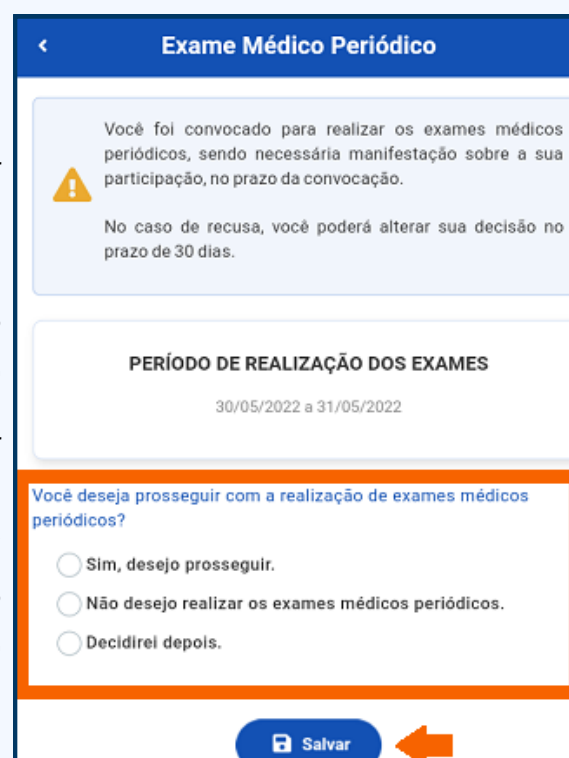 Exame Médico Periódico
Você foi convocado para realizar os exames médicos
periódicos, sendo necessária manifestação sobre a sua
participação, no prazo da convocação.
No caso de recusa, você poderá alterar sua decisão no
prazo de 30 dias.
PERÍODO DE REALIZAÇÃO DOS EXAMES
30/05/2022 a 31/05/2022
Você deseja prosseguir com a realização de exames médicos
periódicos?
Sim, desejo prosseguir.
Não desejo realizar os exames médicos periódicos.
Decidirei depois.
Salvar